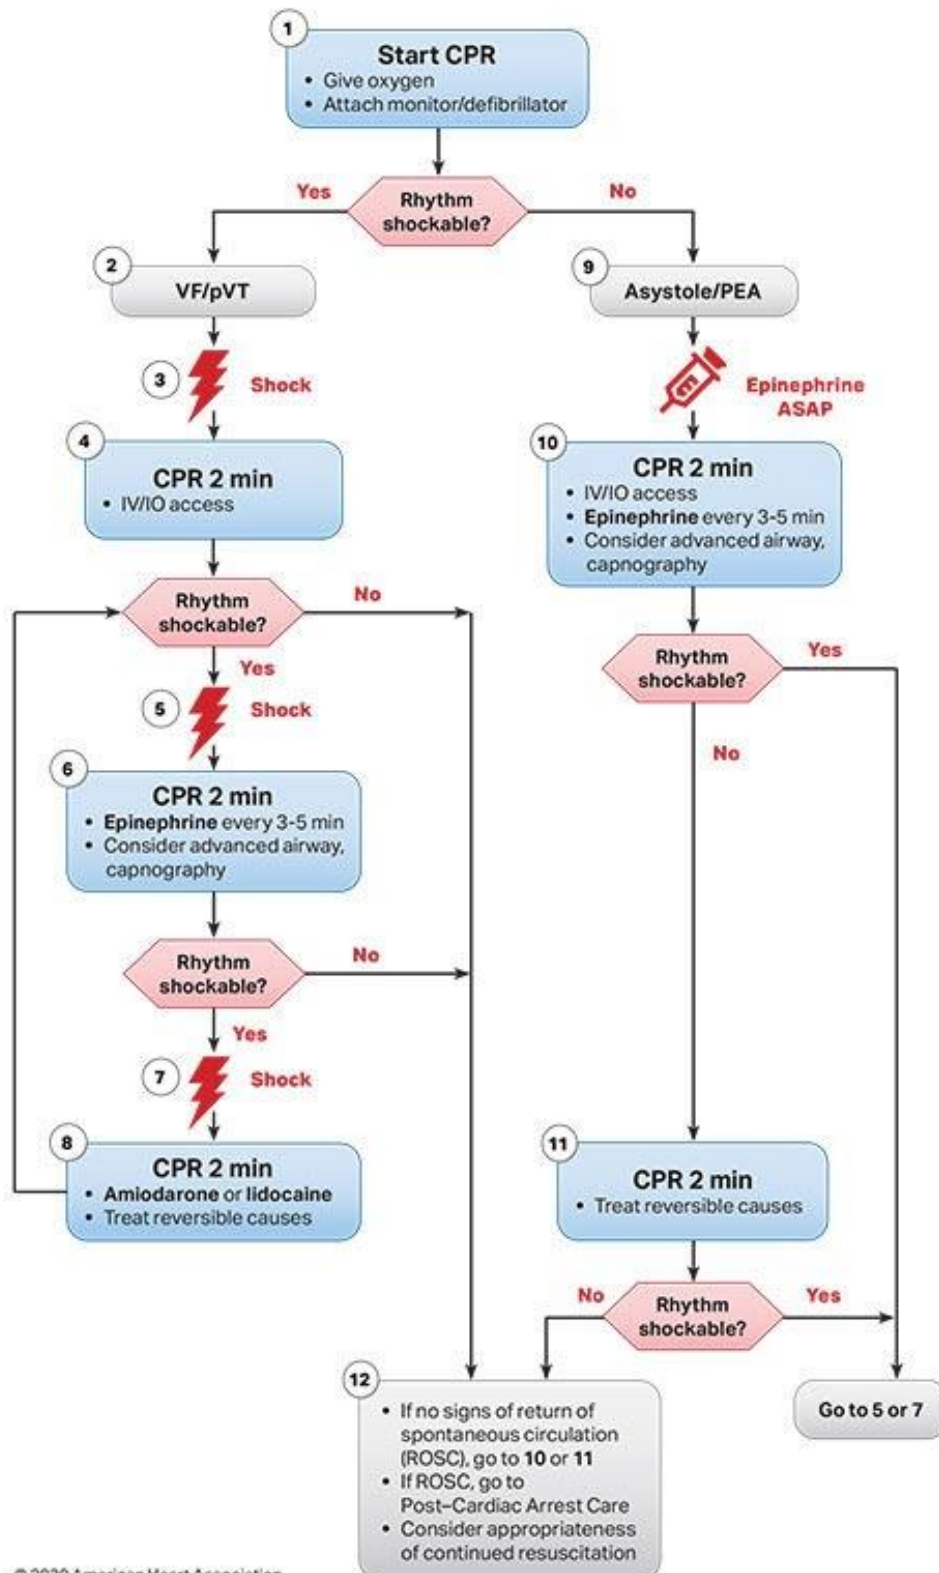 1
Start CPR
• Give oxygen
• Attach monitor/defibrillator
Rhythm
shockable?
Yes
No
2
VF/pVT
9
Asystole/PEA
3
Shock
Epinephrine
ASAP
4
CPR 2 min
• IV/IO access
10
CPR 2 min
• IV/IO access
• Epinephrine every 3-5 min
• Consider advanced airway,
capnography
Rhythm
shockable?
No
Yes
Rhythm
shockable?
Yes
No
5
Shock
6
CPR 2 min
• Epinephrine every 3-5 min
• Consider advanced airway,
capnography
Rhythm
shockable?
No
Yes
7
Shock
8
CPR 2 min
• Amiodarone or lidocaine
• Treat reversible causes
11
CPR 2 min
• Treat reversible causes
Rhythm
shockable?
No
Yes
12
• If no signs of return of
spontaneous circulation
(ROSC), go to 10 or 11
• If ROSC, go to
Post–Cardiac Arrest Care
• Consider appropriateness
of continued resuscitation
Go to 5 or 7
© 2020 American Heart Association